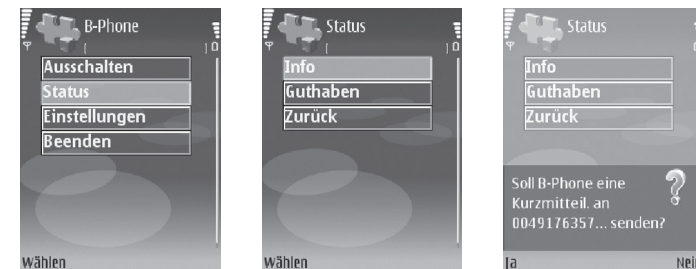 B-Phone
Ausschalten
Status
Einstellungen
Beenden
Wählen
Status
Info
Guthaben
Zurück
Wählen
Status
Info
Guthaben
Zurück
Soll B-Phone eine
Kurzmitteil. an
0049176357... senden?
Ja
Nei